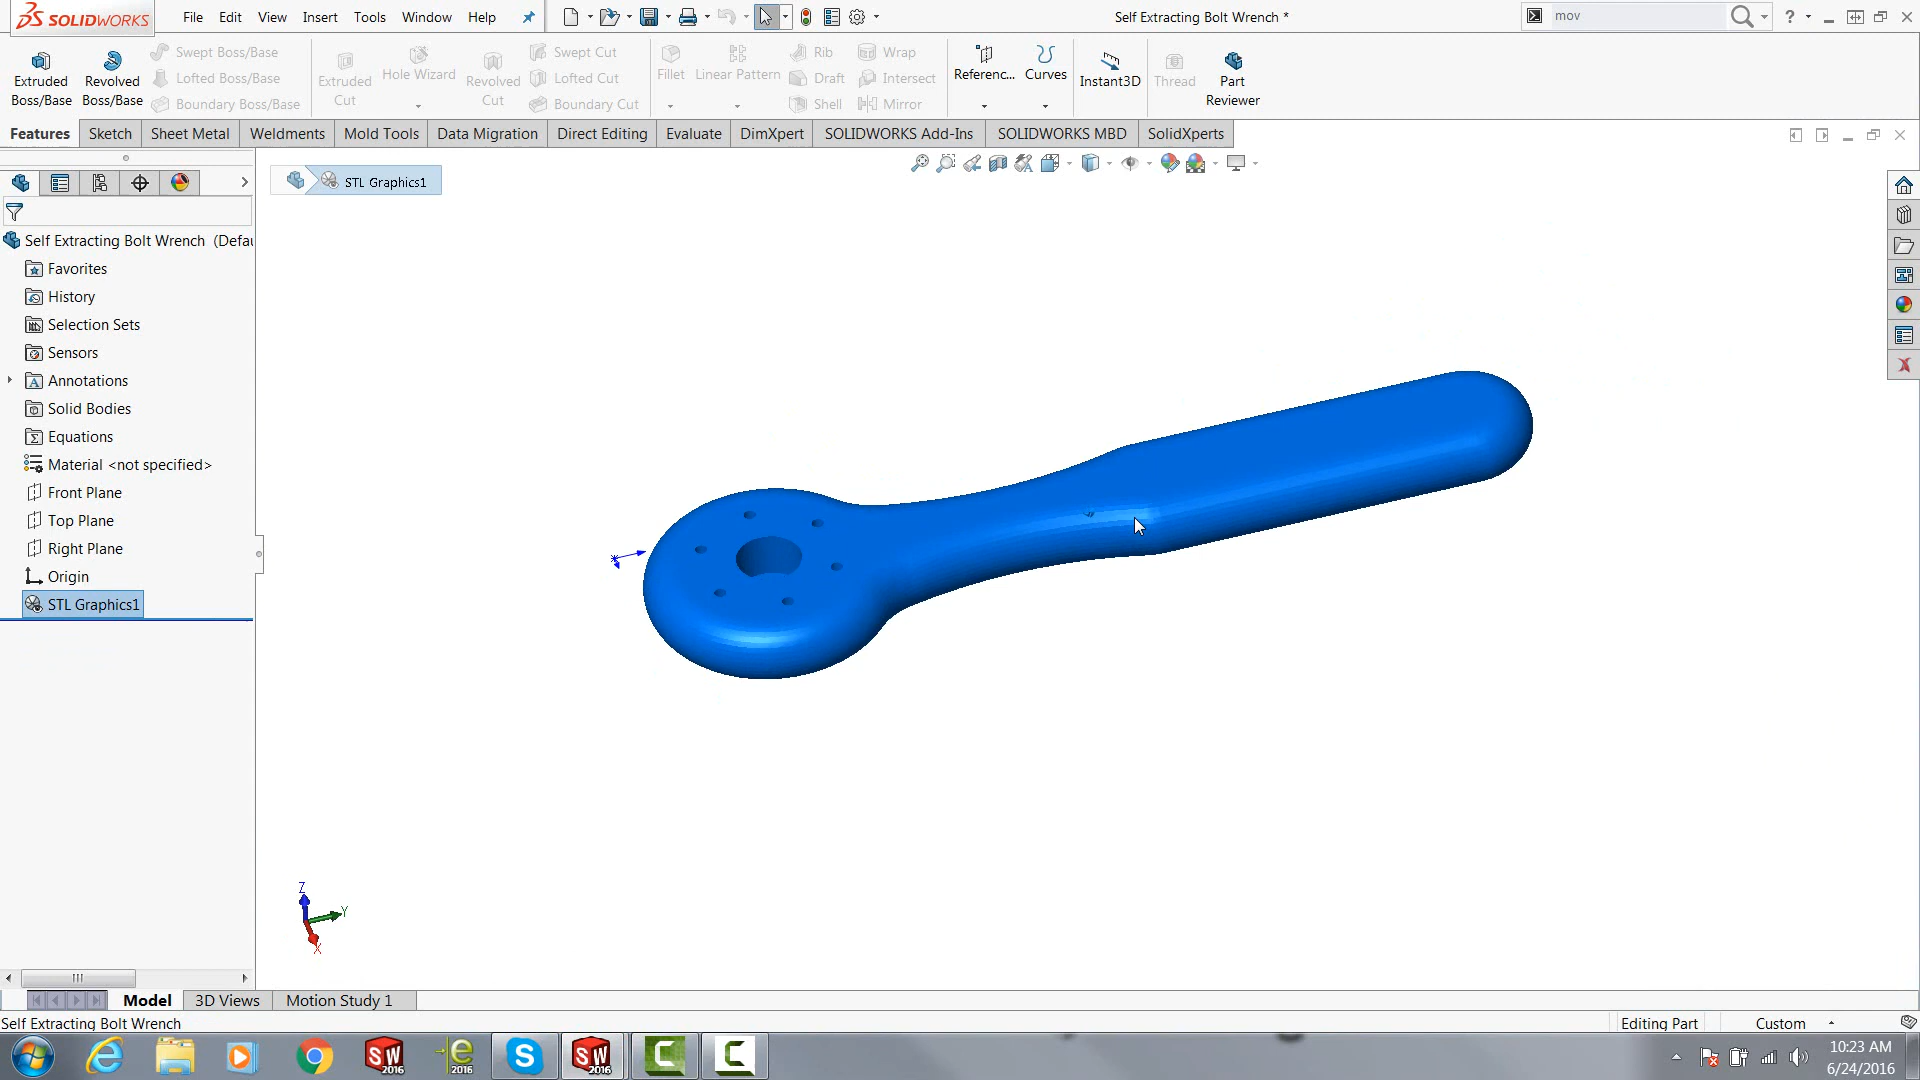 SOLIDWORKS File Edit View Insert Tools Window Help Self Extracting Bolt Wrench * mov ?
Extruded Boss/Base
Revolved Boss/Base
Swept Boss/Base
Lofted Boss/Base
Boundary Boss/Base
Extruded Cut
Hole Wizard
Revolved Cut
Swept Cut
Lofted Cut
Boundary Cut
Fillet
Linear Pattern
Rib
Draft
Shell
Wrap
Intersect
Mirror
Referenc...
Curves
Instant3D
Thread
Part Reviewer
Features Sketch Sheet Metal Weldments Mold Tools Data Migration Direct Editing Evaluate DimXpert SOLIDWORKS Add-Ins SOLIDWORKS MBD SolidXperts
STL Graphics1
Self Extracting Bolt Wrench (Defau
Favorites
History
Selection Sets
Sensors
Annotations
Solid Bodies
Equations
Material <not specified>
Front Plane
Top Plane
Right Plane
Origin
STL Graphics1
Z
Y
X
Model 3D Views Motion Study 1
Self Extracting Bolt Wrench Editing Part Custom
SW 2016
e 2016
SW 2016
10:23 AM
6/24/2016